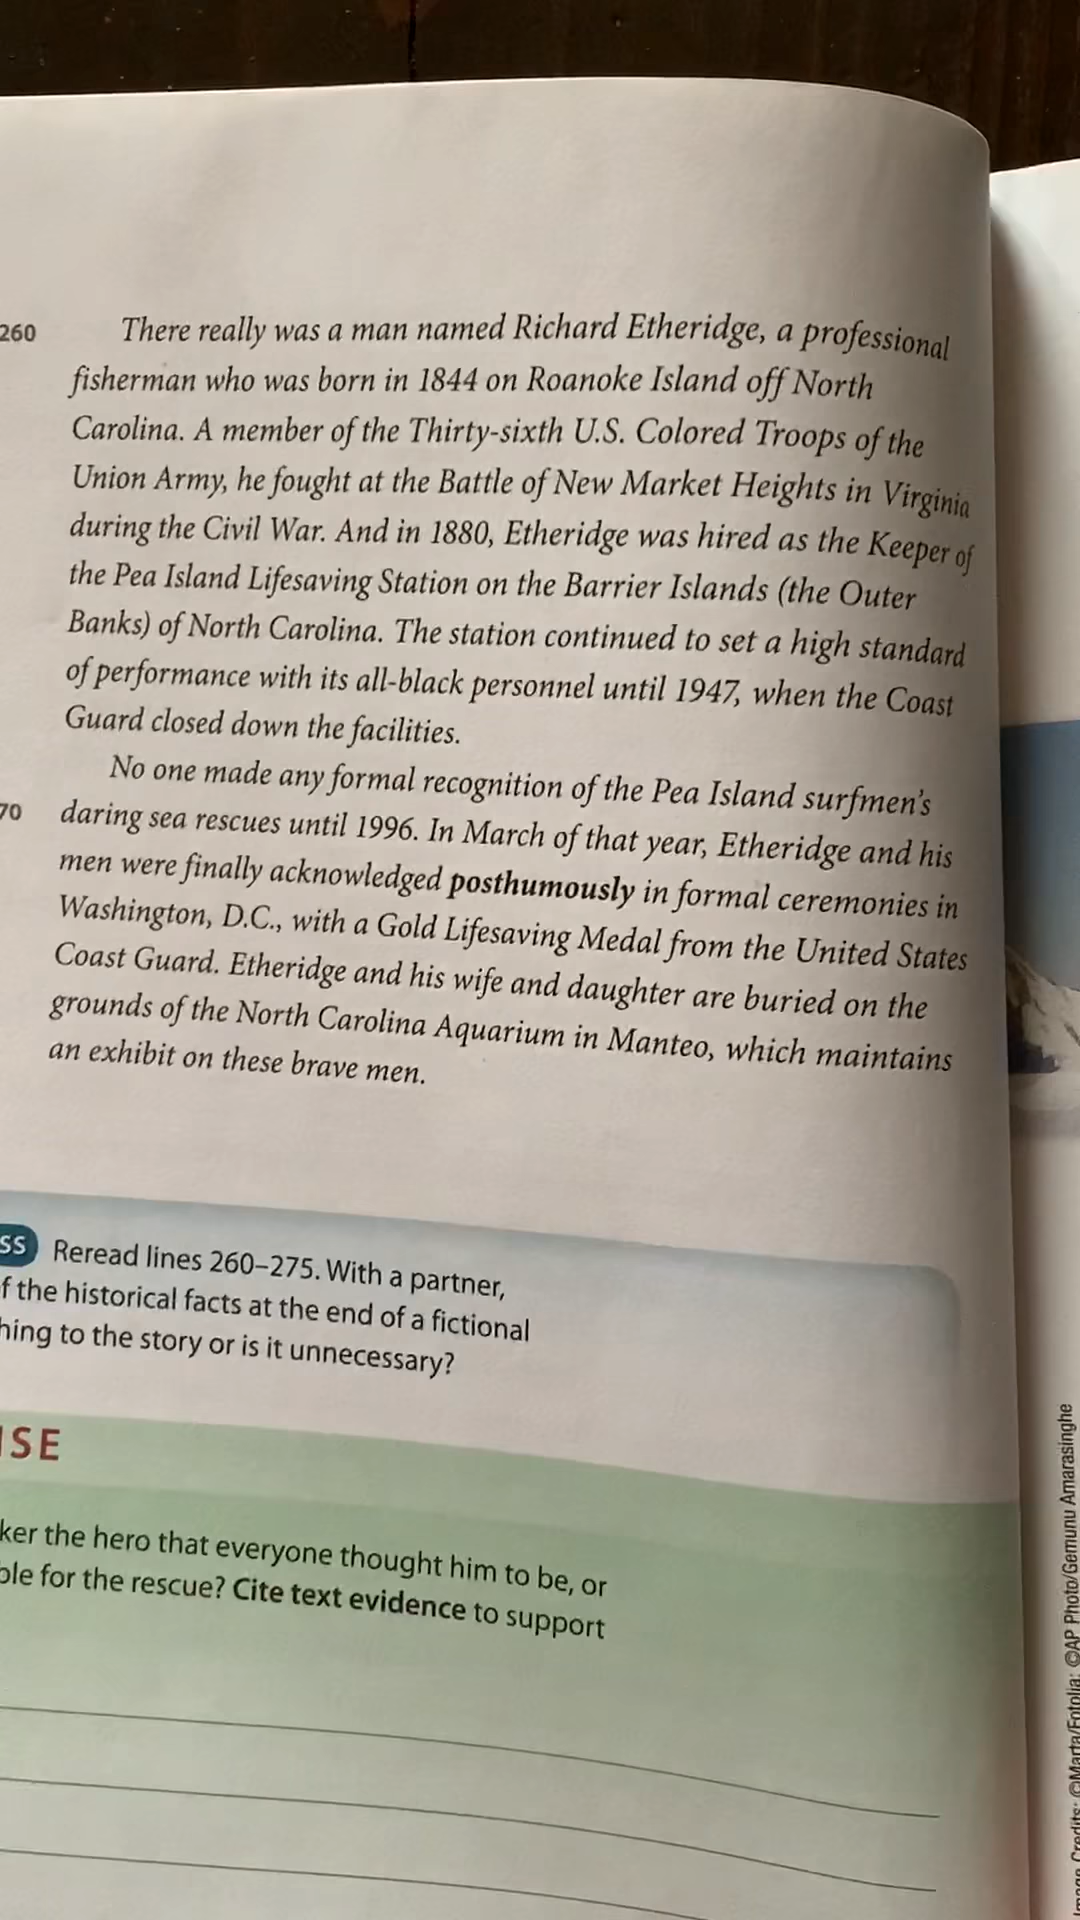 260 There really was a man named Richard Etheridge, a professional
fisherman who was born in 1844 on Roanoke Island off North
Carolina. A member of the Thirty-sixth U.S. Colored Troops of the
Union Army, he fought at the Battle of New Market Heights in Virginia
during the Civil War. And in 1880, Etheridge was hired as the Keeper of
the Pea Island Lifesaving Station on the Barrier Islands (the Outer
Banks) of North Carolina. The station continued to set a high standard
of performance with its all-black personnel until 1947, when the Coast
Guard closed down the facilities.
No one made any formal recognition of the Pea Island surfmen's
70 daring sea rescues until 1996. In March of that year, Etheridge and his
men were finally acknowledged posthumously in formal ceremonies in
Washington, D.C., with a Gold Lifesaving Medal from the United States
Coast Guard. Etheridge and his wife and daughter are buried on the
grounds of the North Carolina Aquarium in Manteo, which maintains
an exhibit on these brave men.
SS Reread lines 260–275. With a partner,
f the historical facts at the end of a fictional
hing to the story or is it unnecessary?
ISE
ker the hero that everyone thought him to be, or
ble for the rescue? Cite text evidence to support
Image Credits: ©Marta/Fotolia; ©AP Photo/Gemunu Amarasinghe